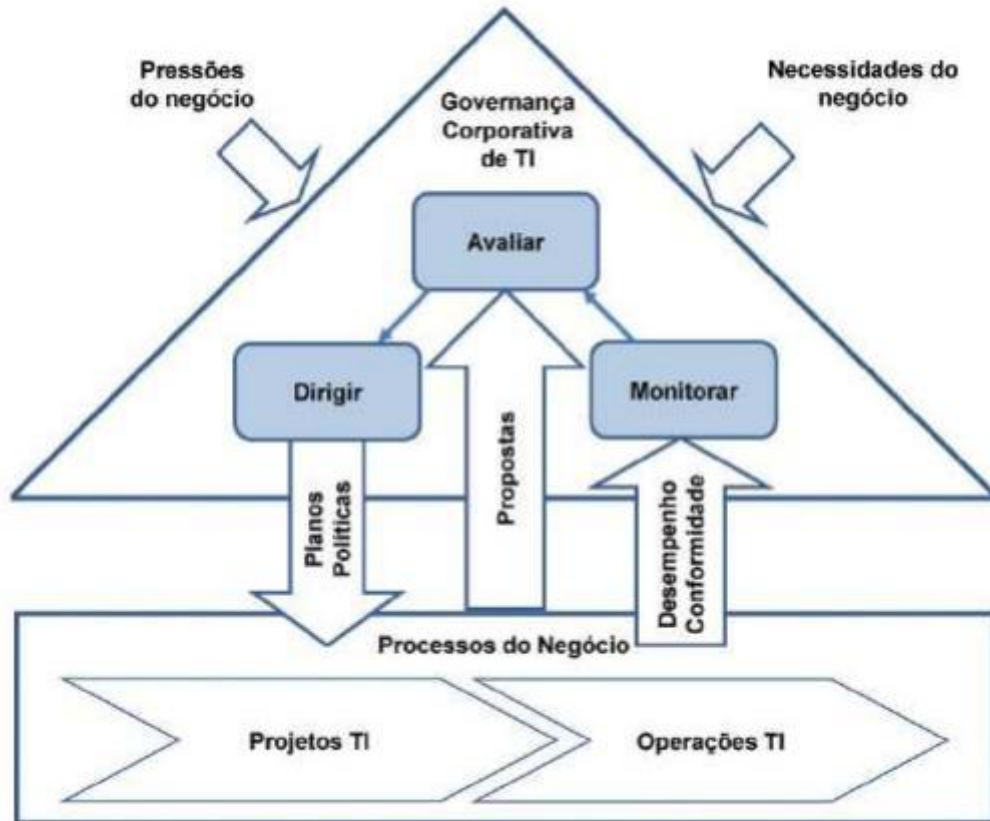 Pressões
do negócio
Necessidades do
negócio
Governança
Corporativa
de TI
Avaliar
Dirigir
Monitorar
Planos
Políticas
Propostas
Desempenho
Conformidade
Processos do Negócio
Projetos TI
Operações TI